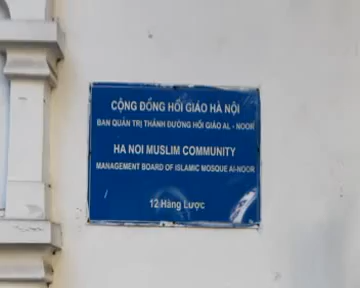 CỘNG ĐỒNG HỒI GIÁO HÀ NỘI
BAN QUẢN TRỊ THÁNH ĐƯỜNG HỒI GIÁO AL - NOOR
HA NOI MUSLIM COMMUNITY
MANAGEMENT BOARD OF ISLAMIC MOSQUE Al-NOOR
12 Hàng Lược